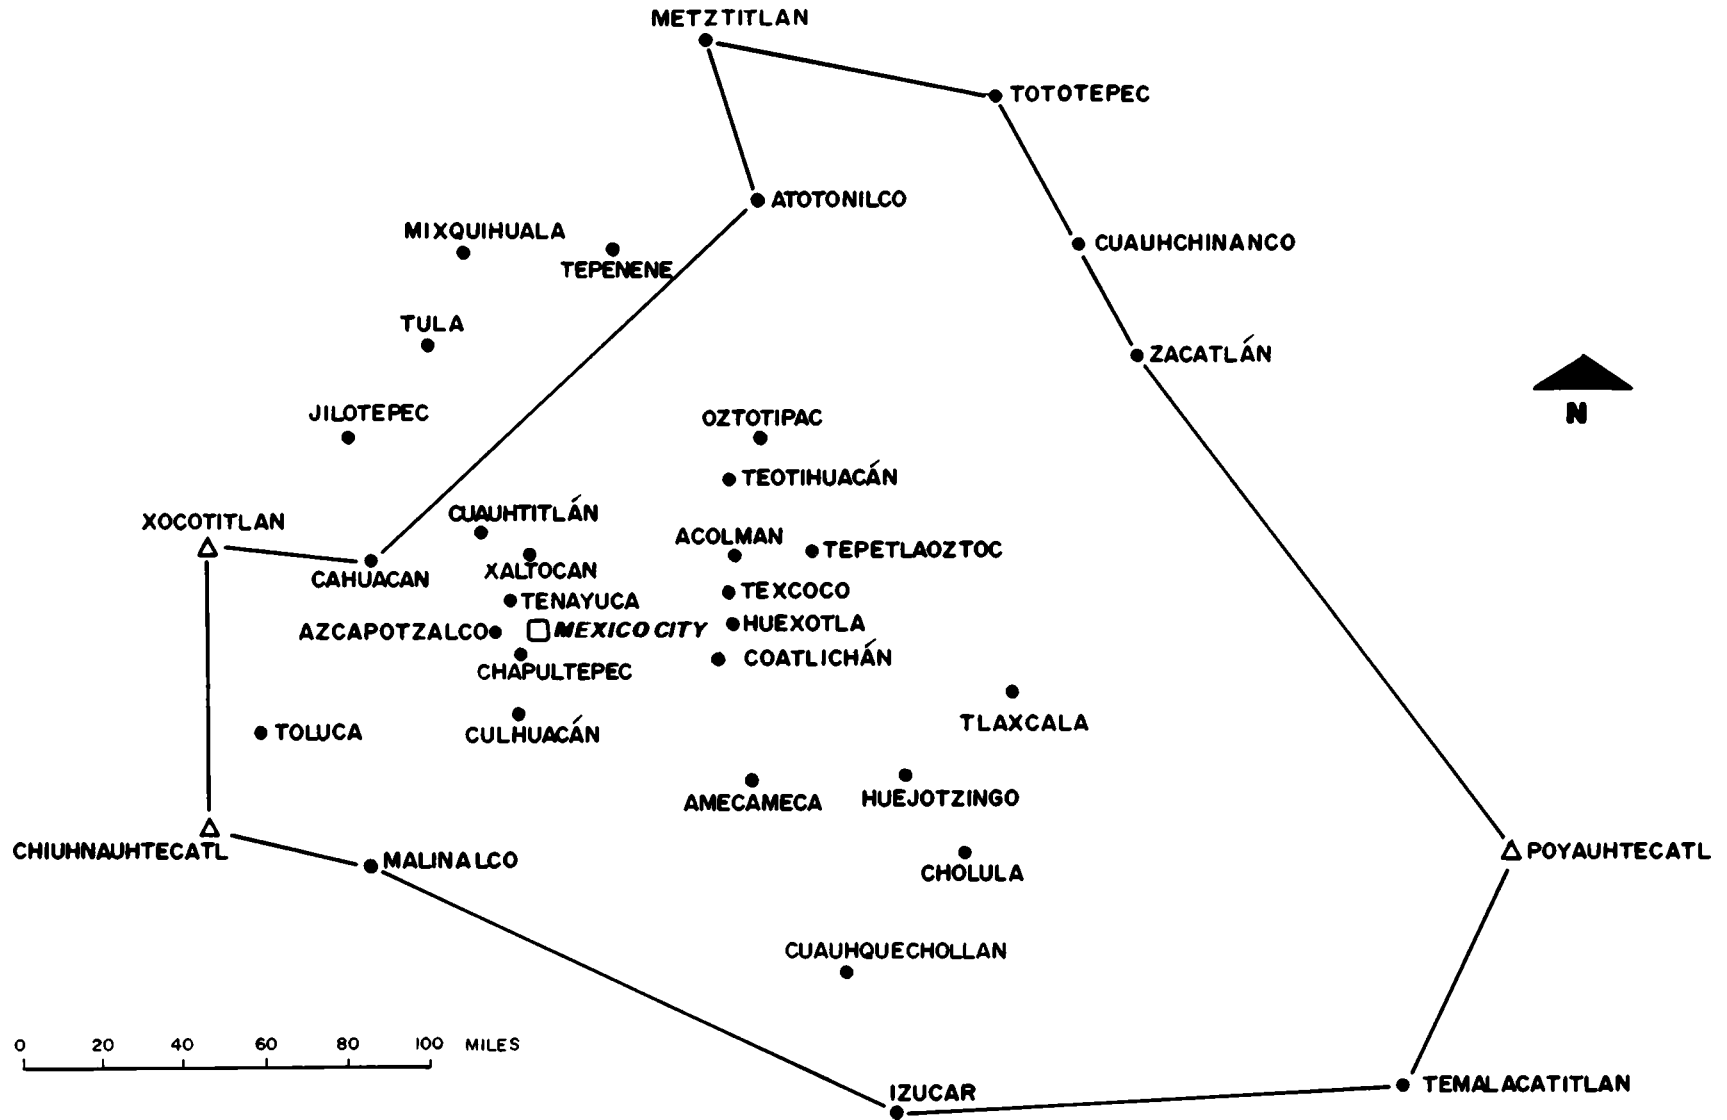 METZTITLAN
TOTOTEPEC
ATOTONILCO
MIXQUIHUALA
CUAUHCHINANCO
TEPENENE
TULA
ZACATLÁN
JILOTEPEC
OZTOTIPAC
N
TEOTIHUACÁN
CUAUHTITLÁN
XOCOTITLAN
ACOLMAN
TEPETLAOZTOC
XALTOCAN
CAHUACAN
TEXCOCO
TENAYUCA
HUEXOTLA
AZCAPOTZALCO
MEXICO CITY
COATLICHÁN
CHAPULTEPEC
TLAXCALA
TOLUCA
CULHUACÁN
AMECAMECA
HUEJOTZINGO
CHIUHNAUHTECATL
POYAUHTECATL
MALINALCO
CHOLULA
CUAUHQUECHOLLAN
0 20 40 60 80 100 MILES
TEMALACATITLAN
IZUCAR